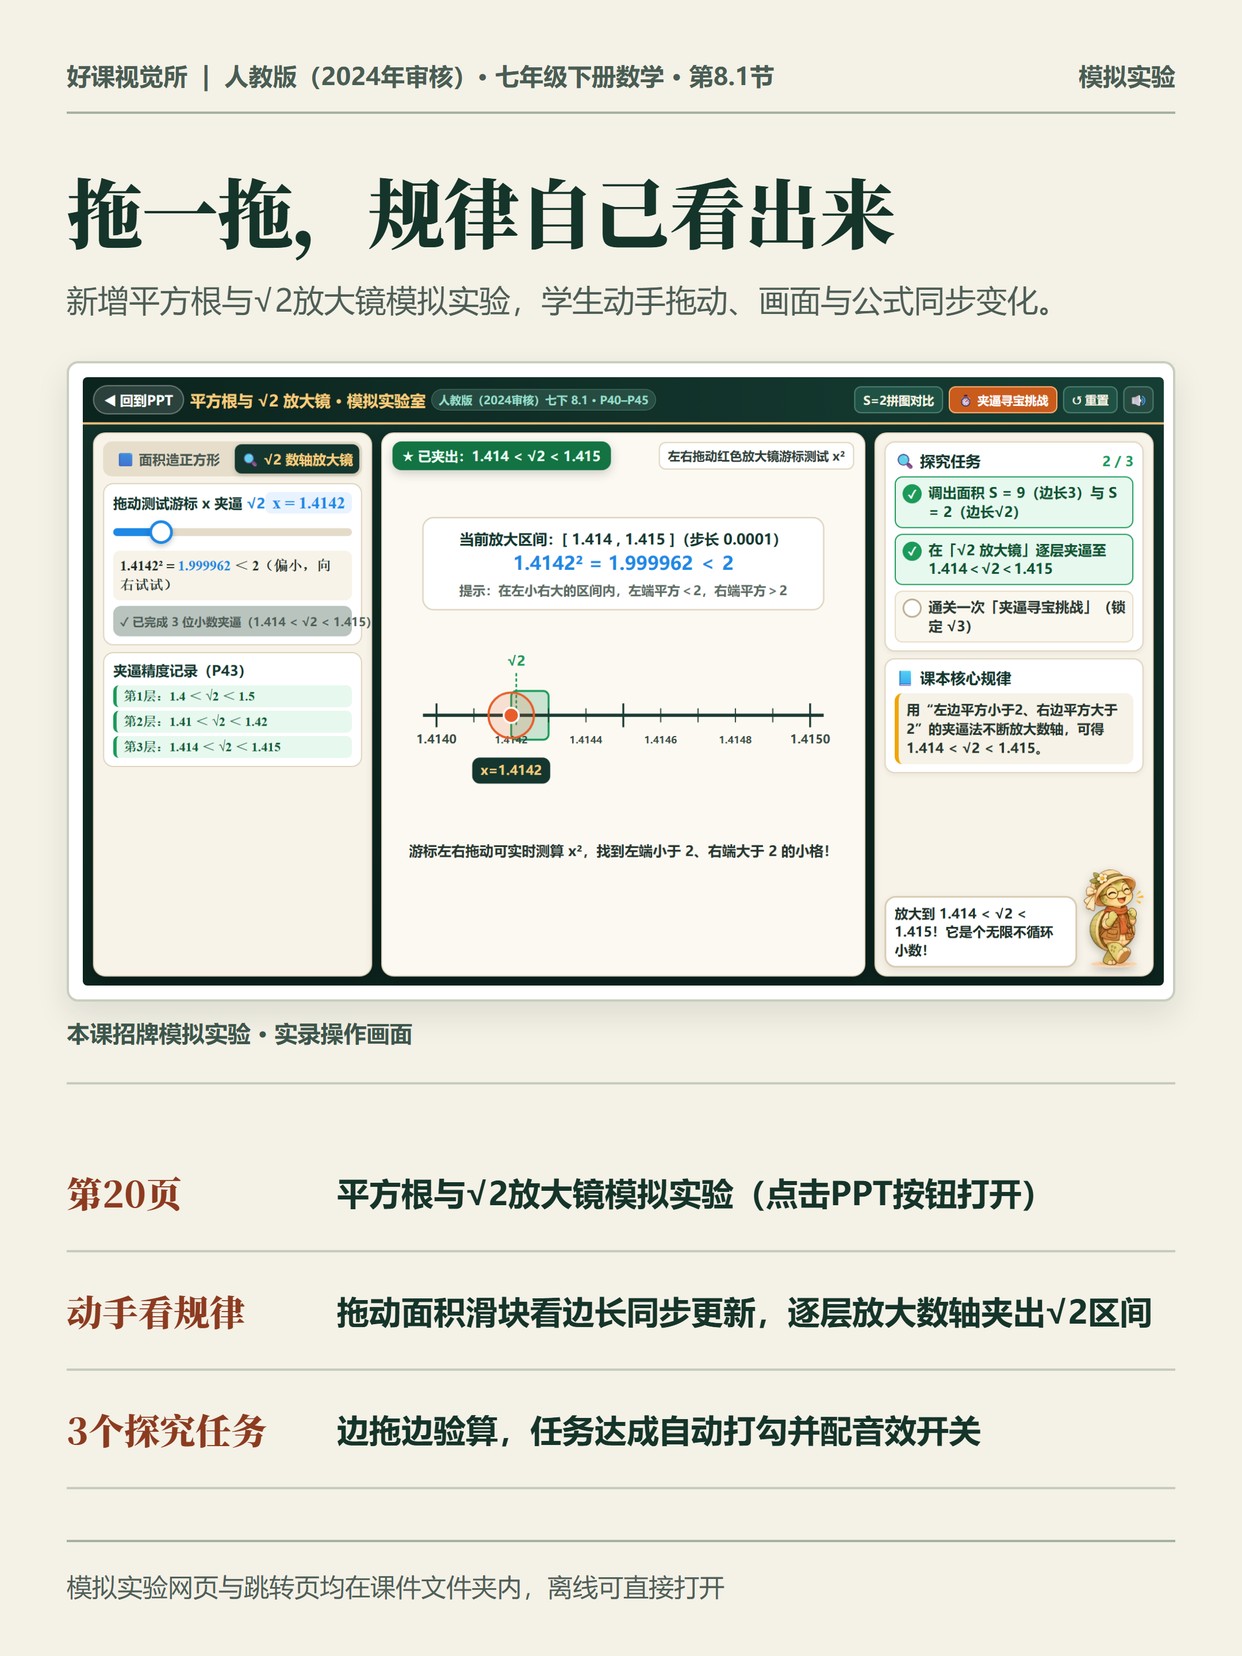 好课视觉所 | 人教版（2024年审核）• 七年级下册数学 • 第8.1节
模拟实验
拖一拖，规律自己看出来
新增平方根与√2放大镜模拟实验，学生动手拖动、画面与公式同步变化。
◀ 回到PPT
平方根与 √2 放大镜 • 模拟实验室
人教版（2024审核）七下 8.1 • P40–P45
S=2拼图对比
夹逼寻宝挑战
↺ 重置
面积造正方形
√2 数轴放大镜
拖动测试游标 x 夹逼 √2
x = 1.4142
1.4142² = 1.999962 < 2（偏小，向
右试试）
✓ 已完成 3 位小数夹逼（1.414 < √2 < 1.415）
夹逼精度记录（P43）
第1层：1.4 < √2 < 1.5
第2层：1.41 < √2 < 1.42
第3层：1.414 < √2 < 1.415
★ 已夹出：1.414 < √2 < 1.415
左右拖动红色放大镜游标测试 x²
当前放大区间：[ 1.414 , 1.415 ]（步长 0.0001）
1.4142² = 1.999962 < 2
提示：在左小右大的区间内，左端平方＜2，右端平方＞2
√2
1.4140
1.4142
1.4144
1.4146
1.4148
1.4150
x=1.4142
游标左右拖动可实时测算 x²，找到左端小于 2、右端大于 2 的小格！
探究任务
2 / 3
调出面积 S = 9（边长3）与 S
= 2（边长√2）
在「√2 放大镜」逐层夹逼至
1.414＜√2＜1.415
通关一次「夹逼寻宝挑战」（锁
定 √3）
课本核心规律
用“左边平方小于2、右边平方大于
2”的夹逼法不断放大数轴，可得
1.414 < √2 < 1.415。
放大到 1.414 < √2 <
1.415！它是个无限不循环
小数！
本课招牌模拟实验 • 实录操作画面
第20页
平方根与√2放大镜模拟实验（点击PPT按钮打开）
动手看规律
拖动面积滑块看边长同步更新，逐层放大数轴夹出√2区间
3个探究任务
边拖边验算，任务达成自动打勾并配音效开关
模拟实验网页与跳转页均在课件文件夹内，离线可直接打开